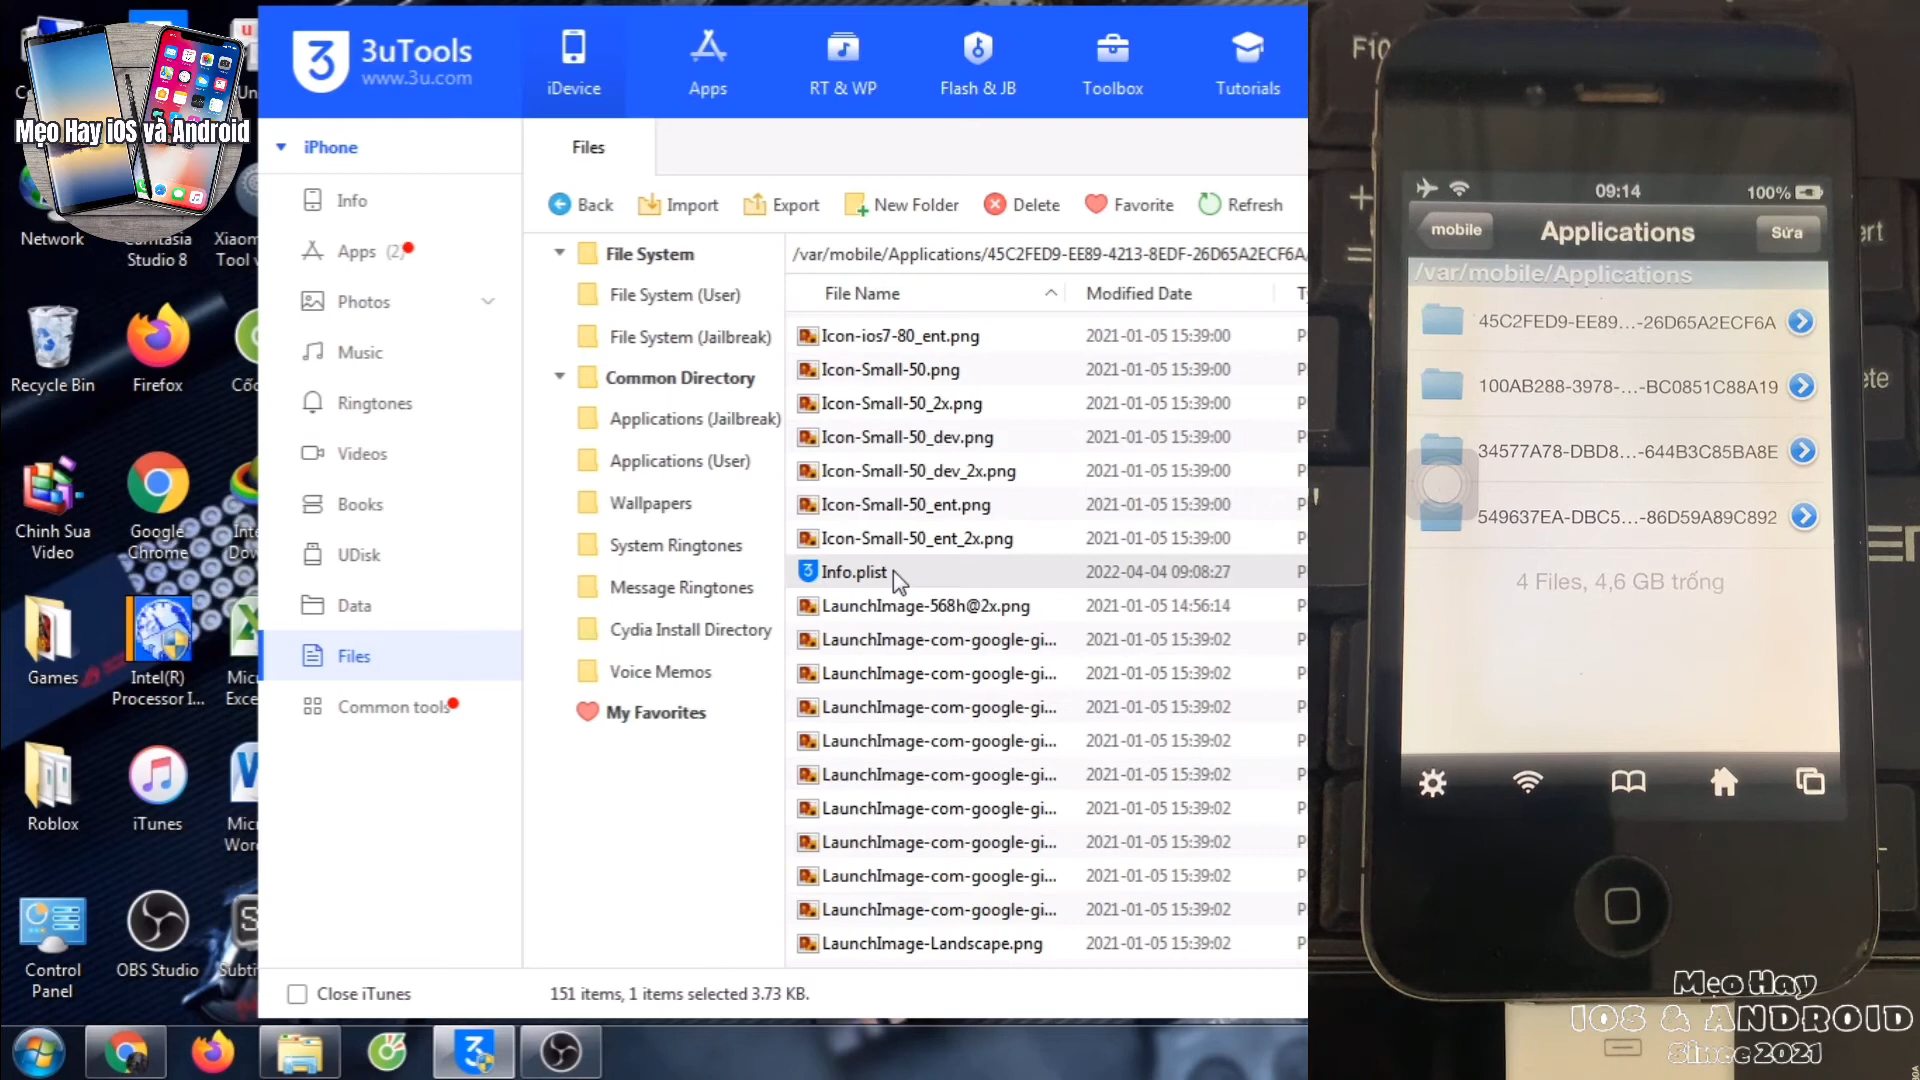 Mẹo Hay iOS và Android
Network
Camtasia
Studio 8
Recycle Bin
Firefox
Chinh Sua
Video
Google
Chrome
Games
Intel(R)
Processor I...
Roblox
iTunes
Control
Panel
OBS Studio
3uTools
www.3u.com
iDevice
Apps
RT & WP
Flash & JB
Toolbox
Tutorials
iPhone
Files
Info
Apps (2)
Photos
Music
Ringtones
Videos
Books
UDisk
Data
Files
Common tools
Back
Import
Export
New Folder
Delete
Favorite
Refresh
File System
File System (User)
File System (Jailbreak)
Common Directory
Applications (Jailbreak)
Applications (User)
Wallpapers
System Ringtones
Message Ringtones
Cydia Install Directory
Voice Memos
My Favorites
/var/mobile/Applications/45C2FED9-EE89-4213-8EDF-26D65A2ECF6A/
File Name Modified Date
Icon-ios7-80_ent.png 2021-01-05 15:39:00
Icon-Small-50.png 2021-01-05 15:39:00
Icon-Small-50_2x.png 2021-01-05 15:39:00
Icon-Small-50_dev.png 2021-01-05 15:39:00
Icon-Small-50_dev_2x.png 2021-01-05 15:39:00
Icon-Small-50_ent.png 2021-01-05 15:39:00
Icon-Small-50_ent_2x.png 2021-01-05 15:39:00
Info.plist 2022-04-04 09:08:27
LaunchImage-568h@2x.png 2021-01-05 14:56:14
LaunchImage-com-google-gi... 2021-01-05 15:39:02
LaunchImage-com-google-gi... 2021-01-05 15:39:02
LaunchImage-com-google-gi... 2021-01-05 15:39:02
LaunchImage-com-google-gi... 2021-01-05 15:39:02
LaunchImage-com-google-gi... 2021-01-05 15:39:02
LaunchImage-com-google-gi... 2021-01-05 15:39:02
LaunchImage-com-google-gi... 2021-01-05 15:39:02
LaunchImage-com-google-gi... 2021-01-05 15:39:02
LaunchImage-com-google-gi... 2021-01-05 15:39:02
LaunchImage-Landscape.png 2021-01-05 15:39:02
Close iTunes
151 items, 1 items selected 3.73 KB.
F10
09:14
100%
mobile
Applications
Sửa
/var/mobile/Applications
45C2FED9-EE89...-26D65A2ECF6A
100AB288-3978-...-BC0851C88A19
34577A78-DBD8...-644B3C85BA8E
549637EA-DBC5...-86D59A89C892
4 Files, 4,6 GB trống
Mẹo Hay
IOS & ANDROID
Since 2021